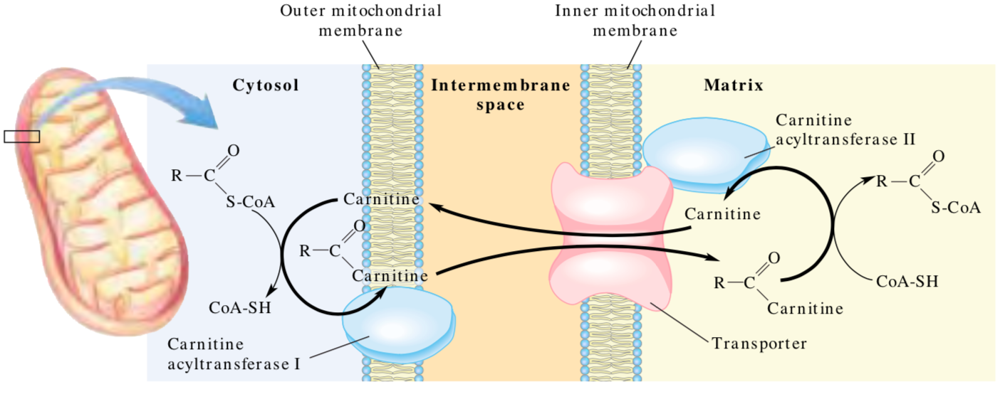 Outer mitochondrial
membrane
Inner mitochondrial
membrane
Cytosol
Intermembrane
space
Matrix
Carnitine
acyltransferase II
O
R—C
S-CoA
Carnitine
O
R—C
Carnitine
CoA-SH
Carnitine
acyltransferase I
Carnitine
O
R—C
S-CoA
O
R—C
Carnitine
CoA-SH
Transporter